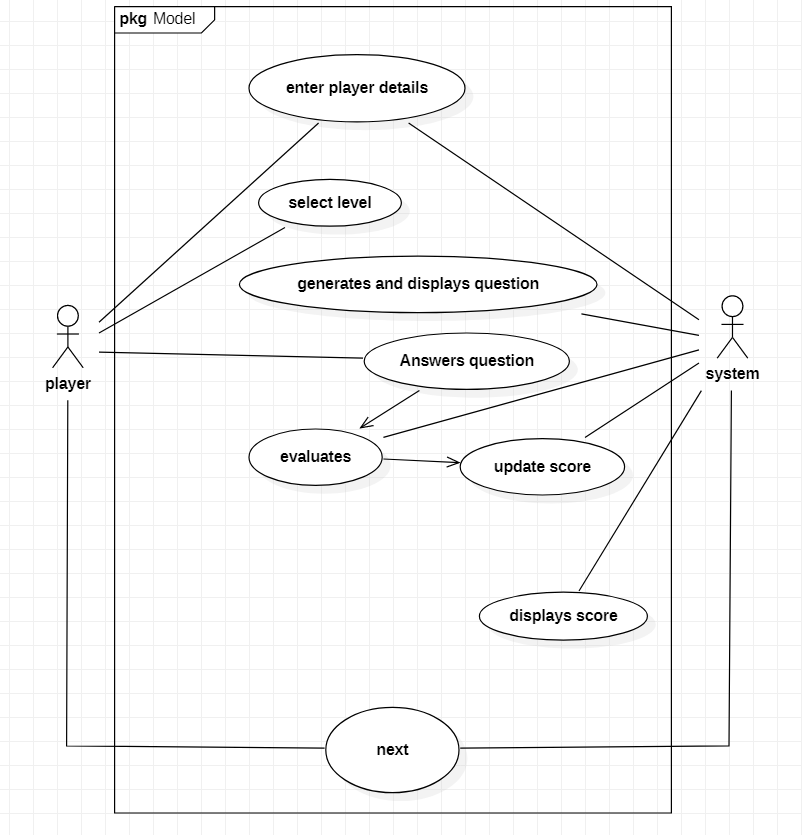 pkg Model
enter player details
select level
generates and displays question
Answers question
player
system
evaluates
update score
displays score
next